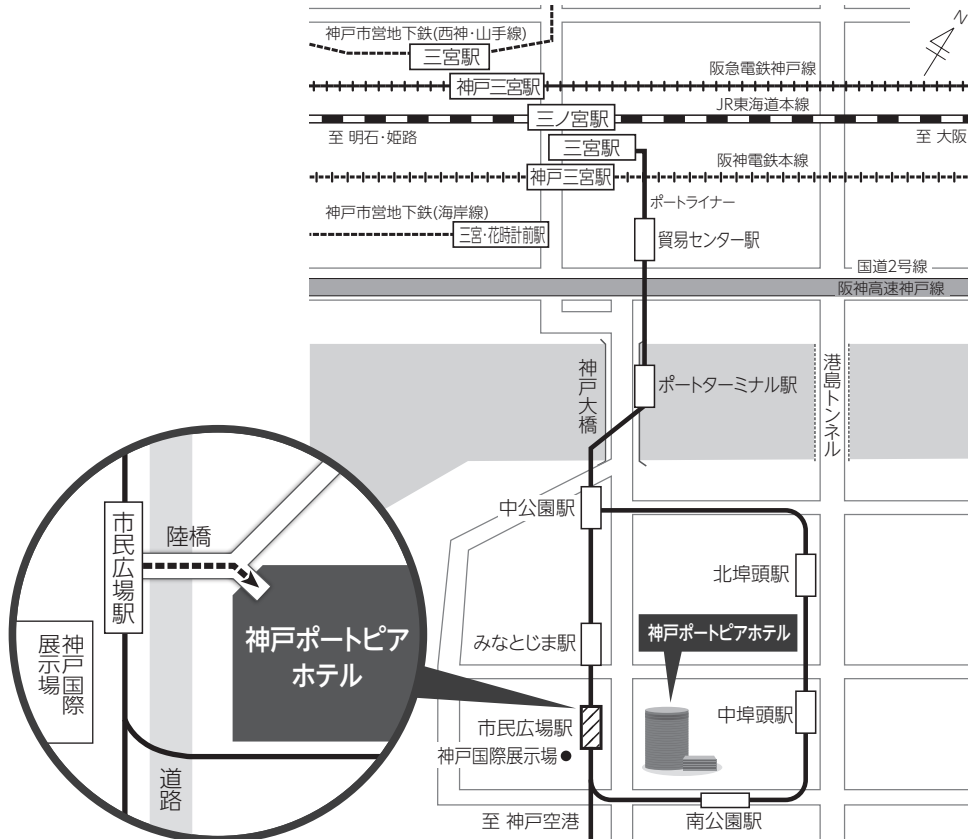 N
神戸市営地下鉄(西神・山手線)
三宮駅
阪急電鉄神戸線
神戸三宮駅
JR東海道本線
三ノ宮駅
至 明石・姫路
至 大阪
三宮駅
阪神電鉄本線
神戸三宮駅
ポートライナー
神戸市営地下鉄(海岸線)
三宮・花時計前駅
貿易センター駅
国道2号線
阪神高速神戸線
神戸大橋
ポートターミナル駅
港島トンネル
中公園駅
北埠頭駅
みなとじま駅
神戸ポートピアホテル
中埠頭駅
市民広場駅
神戸国際展示場
南公園駅
至 神戸空港
市民広場駅
陸橋
神戸ポートピア
ホテル
神戸国際
展示場
道路